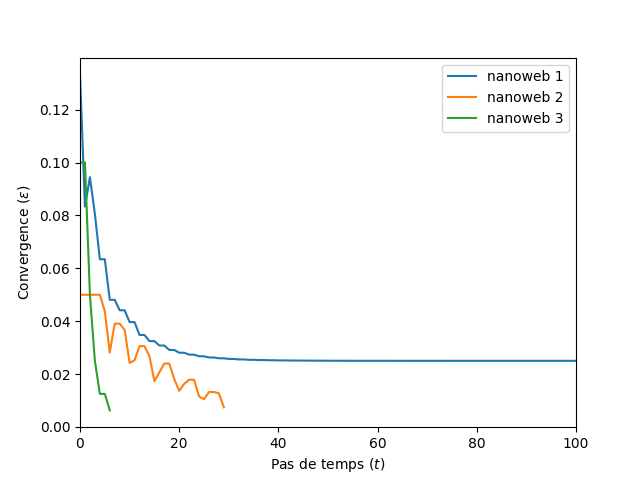 nanoweb 1
nanoweb 2
nanoweb 3
Convergence (ε)
0.12
0.10
0.08
0.06
0.04
0.02
0.00
0 20 40 60 80 100
Pas de temps (t)